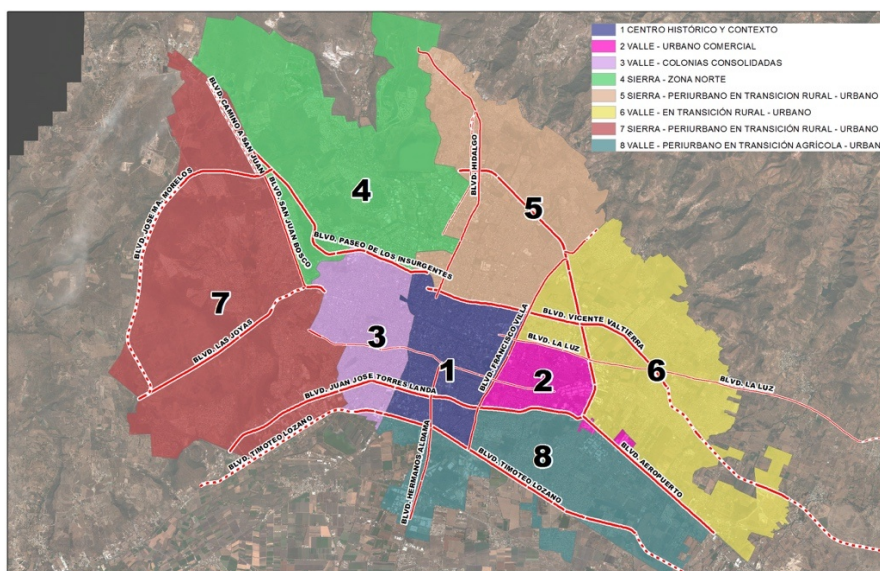 1 CENTRO HISTÓRICO Y CONTEXTO
2 VALLE - URBANO COMERCIAL
3 VALLE - COLONIAS CONSOLIDADAS
4 SIERRA - ZONA NORTE
5 SIERRA - PERIURBANO EN TRANSICION RURAL - URBANO
6 VALLE - EN TRANSICIÓN RURAL - URBANO
7 SIERRA - PERIURBANO EN TRANSICIÓN RURAL - URBANO
8 VALLE - PERIURBANO EN TRANSICIÓN AGRÍCOLA - URBAN
BLVD. CAMINO A SAN JUAN
BLVD. HIDALGO
4
5
BLVD. JOSE MA. MORELOS
BLVD. SAN JUAN BOSCO
BLVD. PASEO DE LOS INSURGENTES
7
BLVD. LAS JOYAS
3
1
BLVD. FRANCISCO VILLA
BLVD. VICENTE VALTIERRA
BLVD. LA LUZ
2
6
BLVD. LA LUZ
BLVD. JUAN JOSE TORRES LANDA
BLVD. TIMOTEO LOZANO
BLVD. HERMANOS ALDAMA
8
BLVD. TIMOTEO LOZANO
BLVD. AEROPUERTO